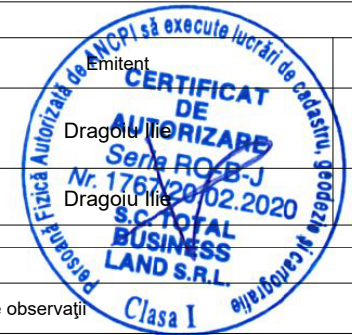 Persoană Fizică Autorizată de ANCPI să execute lucrări de cadastru, geodezie și cartografie
Emitent
CERTIFICAT
DE
AUTORIZARE
Dragoiu Ilie
Seria RO-B-J
Nr. 1767/20.02.2020
Dragoiu Ilie
S.C. TOTAL
BUSINESS
LAND S.R.L.
Clasa I
observaţii